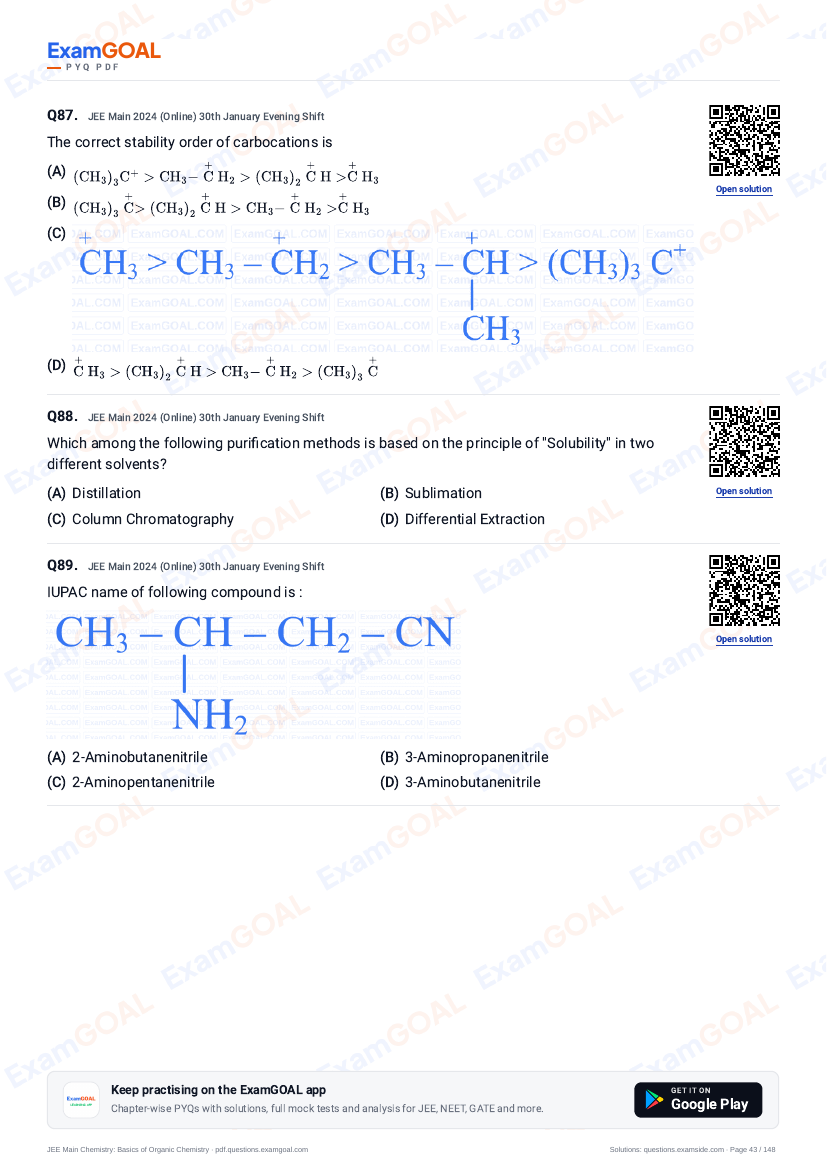 ExamGOAL
PYQ PDF
Q87. JEE Main 2024 (Online) 30th January Evening Shift
The correct stability order of carbocations is
(A) (CH₃)₃C⁺ > CH₃− C⁺ H₂ > (CH₃)₂ C⁺ H > C⁺ H₃
(B) (CH₃)₃ C⁺ > (CH₃)₂ C⁺ H > CH₃− C⁺ H₂ > C⁺ H₃
(C) C⁺H₃ > CH₃ − C⁺H₂ > CH₃ − C⁺H > (CH₃)₃ C⁺
CH₃
(D) C⁺ H₃ > (CH₃)₂ C⁺ H > CH₃− C⁺ H₂ > (CH₃)₃ C⁺
Open solution
Q88. JEE Main 2024 (Online) 30th January Evening Shift
Which among the following purification methods is based on the principle of "Solubility" in two
different solvents?
(A) Distillation (B) Sublimation
(C) Column Chromatography (D) Differential Extraction
Open solution
Q89. JEE Main 2024 (Online) 30th January Evening Shift
IUPAC name of following compound is :
CH₃ − CH − CH₂ − CN
NH₂
(A) 2-Aminobutanenitrile (B) 3-Aminopropanenitrile
(C) 2-Aminopentanenitrile (D) 3-Aminobutanenitrile
Open solution
Keep practising on the ExamGOAL app
Chapter-wise PYQs with solutions, full mock tests and analysis for JEE, NEET, GATE and more.
GET IT ON
Google Play
JEE Main Chemistry: Basics of Organic Chemistry · pdf.questions.examgoal.com
Solutions: questions.examside.com · Page 43 / 148